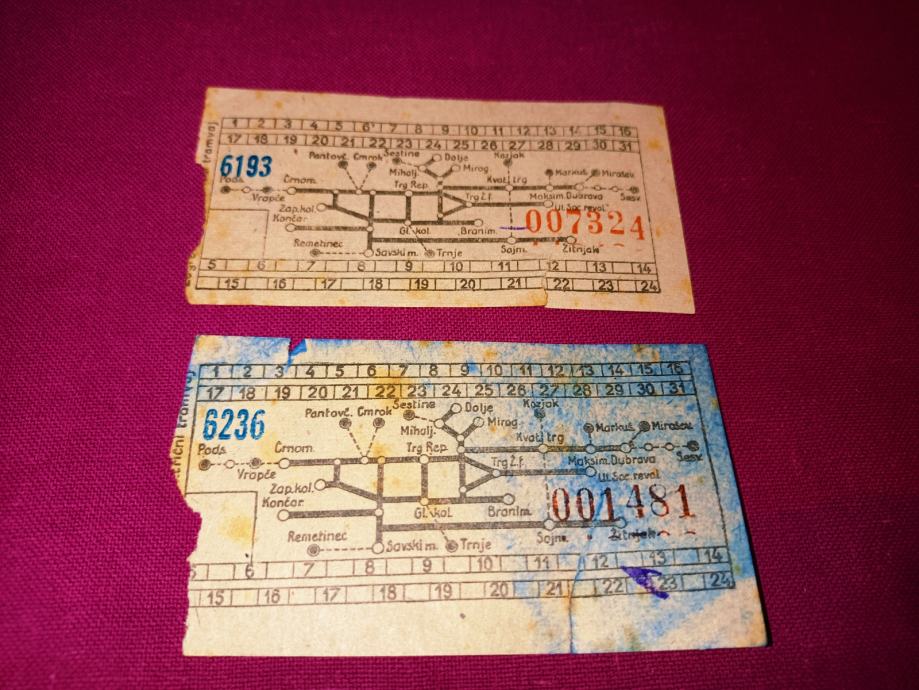 tramvaj
1 2 3 4 5 6 7 8 9 10 11 12 13 14 15 16
17 18 19 20 21 22 23 24 25 26 27 28 29 30 31
6193
Pantovč. Cmrok Šestine Dolje Kozjak
Mihalj. Mirog. Markuš. Mirošev.
Pods. Črnom. Trg Rep. Kvat. trg Sesv.
Vrapče Trg Ž.f. Maksim. Dubrava
Zap.kol. Ul. Soc. revol.
Končar. Gl. kol. Branim. 007324
Remetinec Savski m. Trnje Sajm. Žitnjak
5 6 7 8 9 10 11 12 13 14
15 16 17 18 19 20 21 22 23 24
tramvaj
1 2 3 4 5 6 7 8 9 10 11 12 13 14 15 16
17 18 19 20 21 22 23 24 25 26 27 28 29 30 31
6236
Pantovč. Cmrok Šestine Dolje Kozjak
Mihalj. Mirog. Markuš. Mirošev.
Pods. Črnom. Trg Rep. Kvat. trg Sesv.
Vrapče Trg Ž.f. Maksim. Dubrava
Zap.kol. Ul. Soc. revol.
Končar. Gl. kol. Branim. 001481
Remetinec Savski m. Trnje Sajm. Žitnjak
5 6 7 8 9 10 11 12 13 14
15 16 17 18 19 20 21 22 23 24